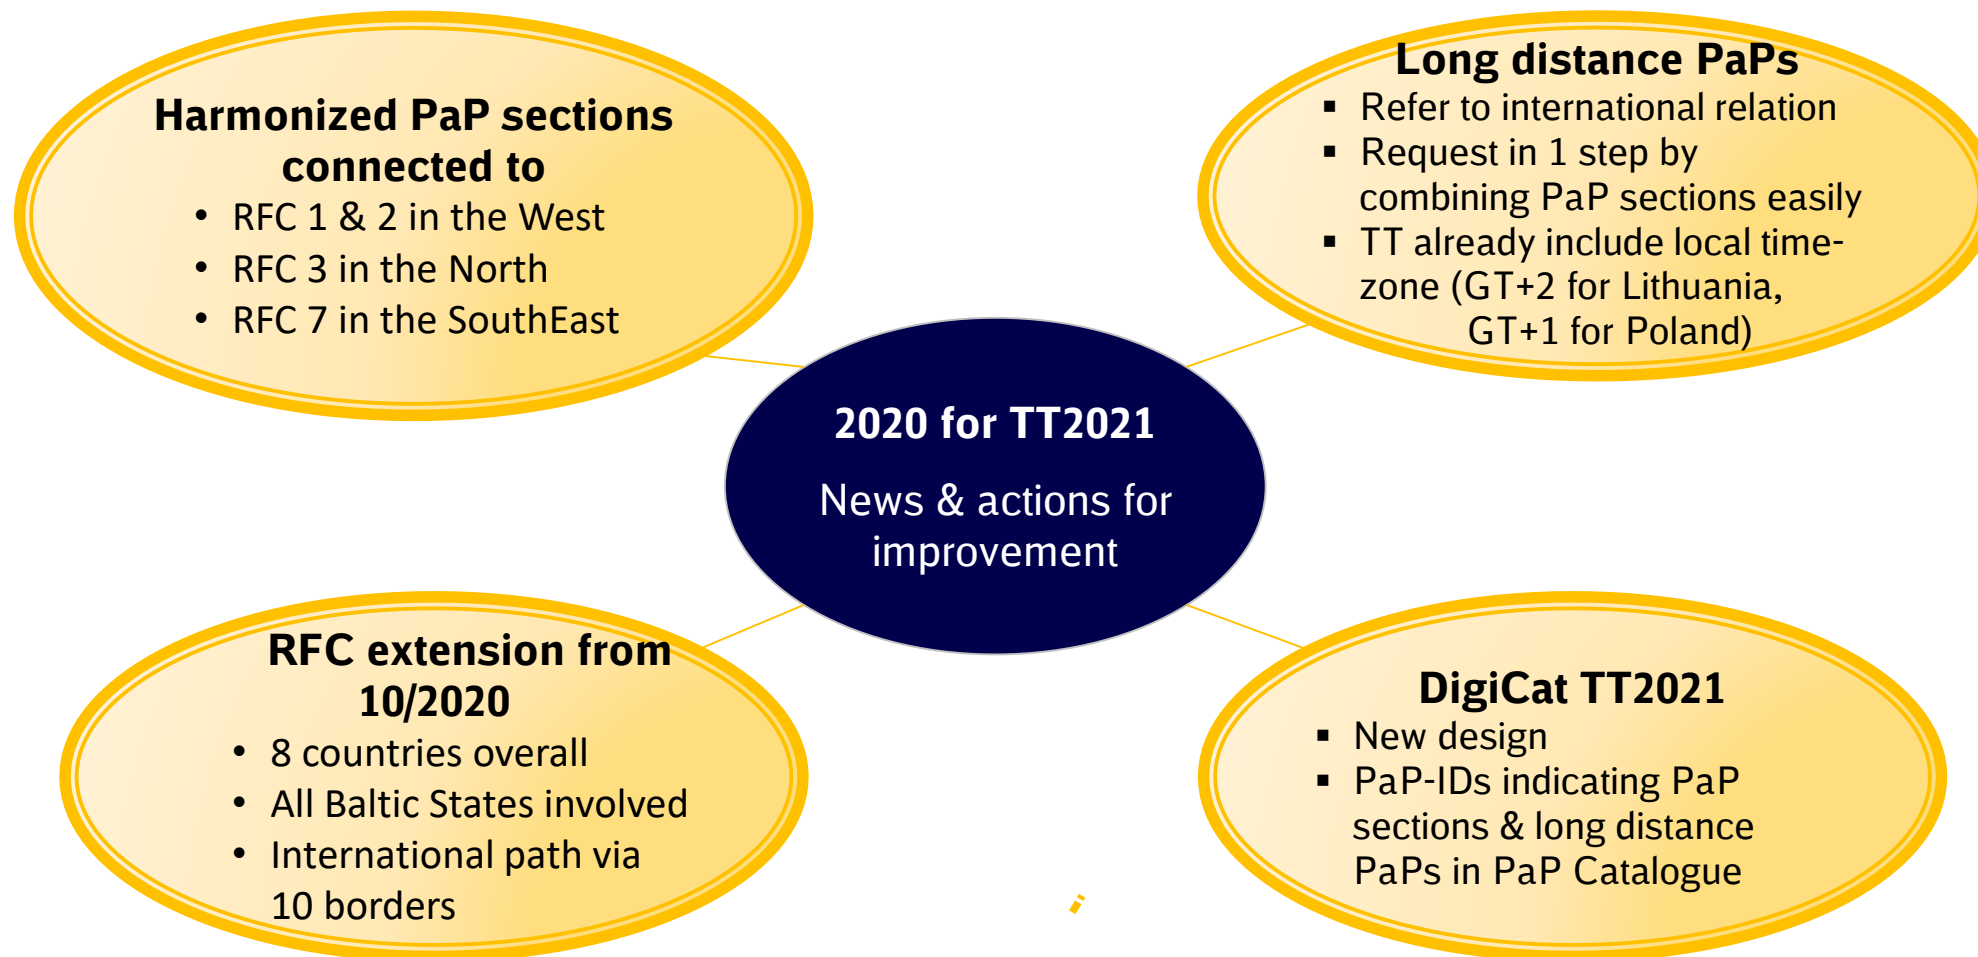 Harmonized PaP sections
connected to
• RFC 1 & 2 in the West
• RFC 3 in the North
• RFC 7 in the SouthEast
Long distance PaPs
▪ Refer to international relation
▪ Request in 1 step by
combining PaP sections easily
▪ TT already include local time-
zone (GT+2 for Lithuania,
GT+1 for Poland)
2020 for TT2021
News & actions for
improvement
RFC extension from
10/2020
• 8 countries overall
• All Baltic States involved
• International path via
10 borders
DigiCat TT2021
▪ New design
▪ PaP-IDs indicating PaP
sections & long distance
PaPs in PaP Catalogue